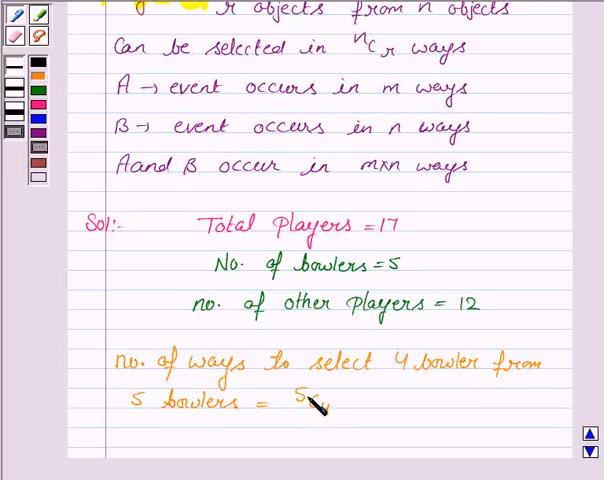 r objects from n objects
Can be selected in ⁿCᵣ ways
A → event occurs in m ways
B → event occurs in n ways
A and B occur in m×n ways
Sol:- Total Players = 17
No. of bowlers = 5
no. of other players = 12
no. of ways to select 4 bowler from
5 bowlers = ⁵C₄